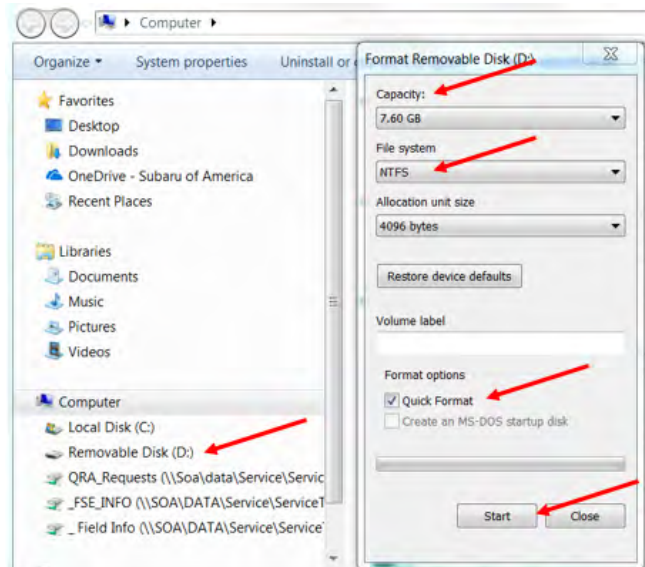 Computer
Organize
System properties
Uninstall or
Favorites
Desktop
Downloads
OneDrive - Subaru of America
Recent Places
Libraries
Documents
Music
Pictures
Videos
Computer
Local Disk (C:)
Removable Disk (D:)
QRA_Requests (\\Soa\data\Service\Servic
_FSE_INFO (\\SOA\DATA\Service\ServiceT
_ Field Info (\\SOA\DATA\Service\Service
Format Removable Disk (D:)
Capacity:
7.60 GB
File system
NTFS
Allocation unit size
4096 bytes
Restore device defaults
Volume label
Format options
Quick Format
Create an MS-DOS startup disk
Start
Close